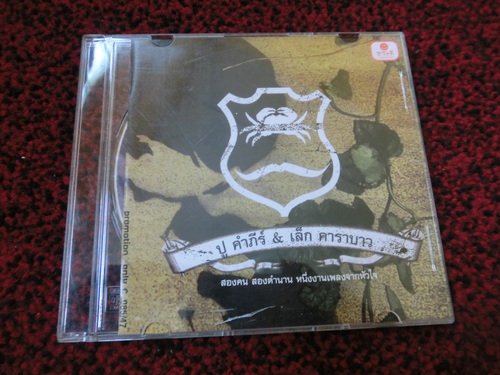 ปู คำภีร์ & เล็ก คาราบาว
สองคน สองตำนาน หนึ่งงานเพลงจากหัวใจ
promotion only